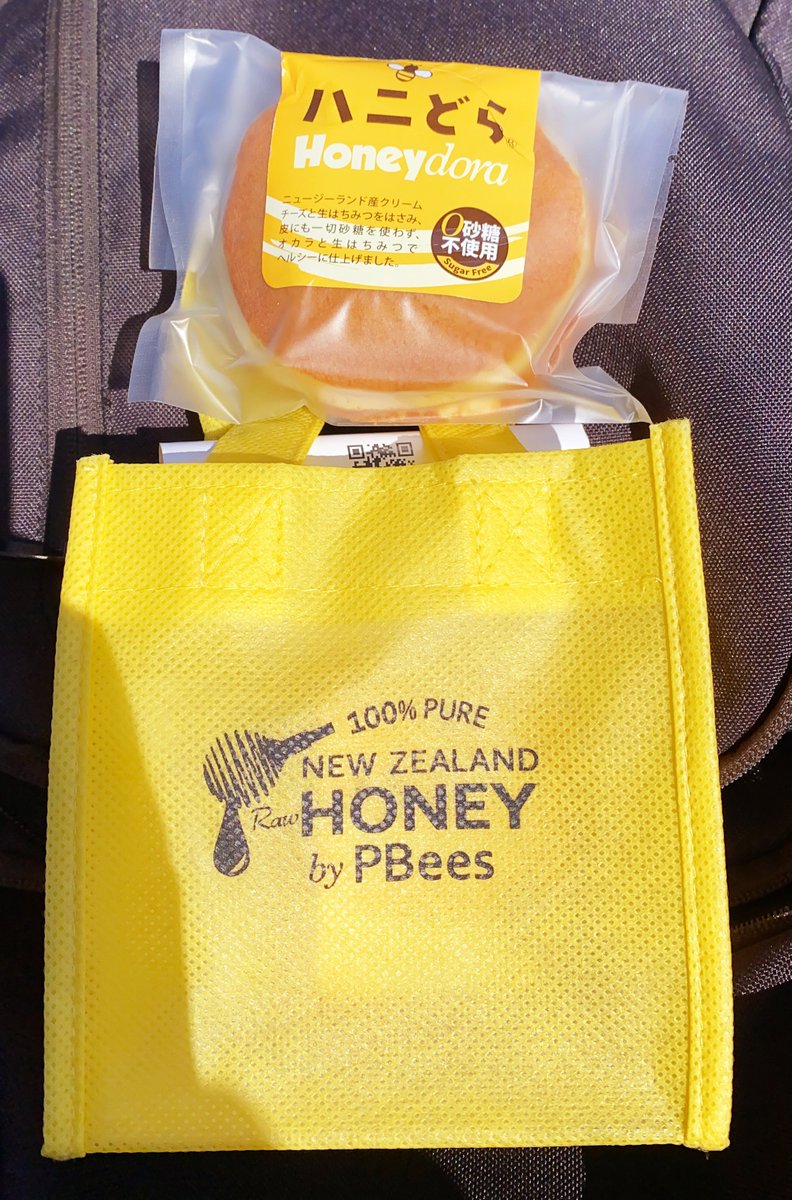 ハニどら
Honeydora
ニュージーランド産クリーム
チーズと生はちみつをはさみ、
皮にも一切砂糖を使わず、
オカラと生はちみつで
ヘルシーに仕上げました。
0砂糖
不使用
Sugar Free
100% PURE
NEW ZEALAND
Raw HONEY
by PBees